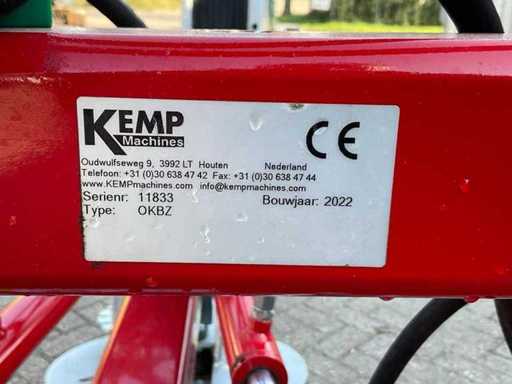 KEMP
Machines
CE
Oudwulfseweg 9, 3992 LT Houten Nederland
Telefoon: +31 (0)30 638 47 42 Fax: +31 (0)30 638 47 44
www.KEMPmachines.com info@kempmachines.com
Serienr: 11833 Bouwjaar: 2022
Type: OKBZ